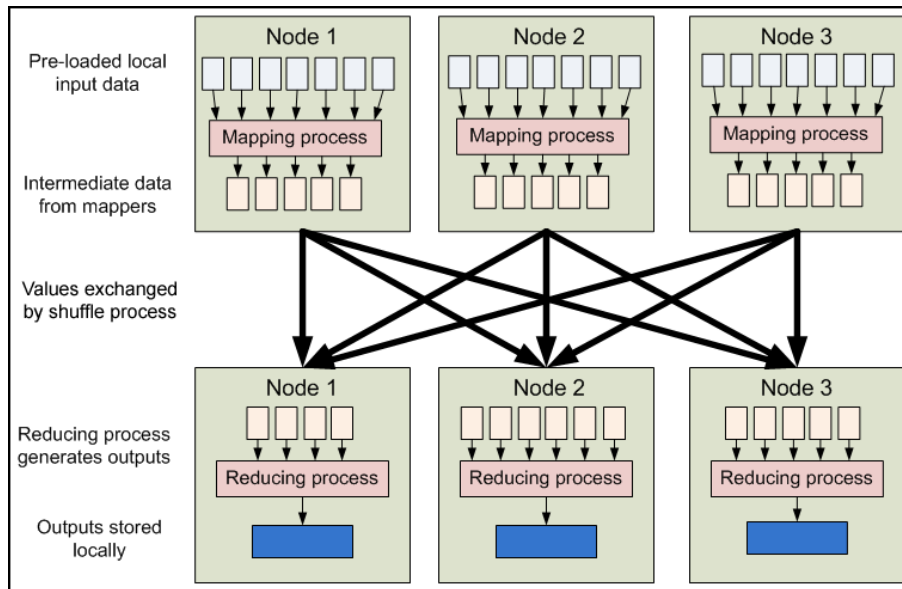 Node 1
Node 2
Node 3
Pre-loaded local
input data
Mapping process
Mapping process
Mapping process
Intermediate data
from mappers
Values exchanged
by shuffle process
Node 1
Node 2
Node 3
Reducing process
generates outputs
Reducing process
Reducing process
Reducing process
Outputs stored
locally